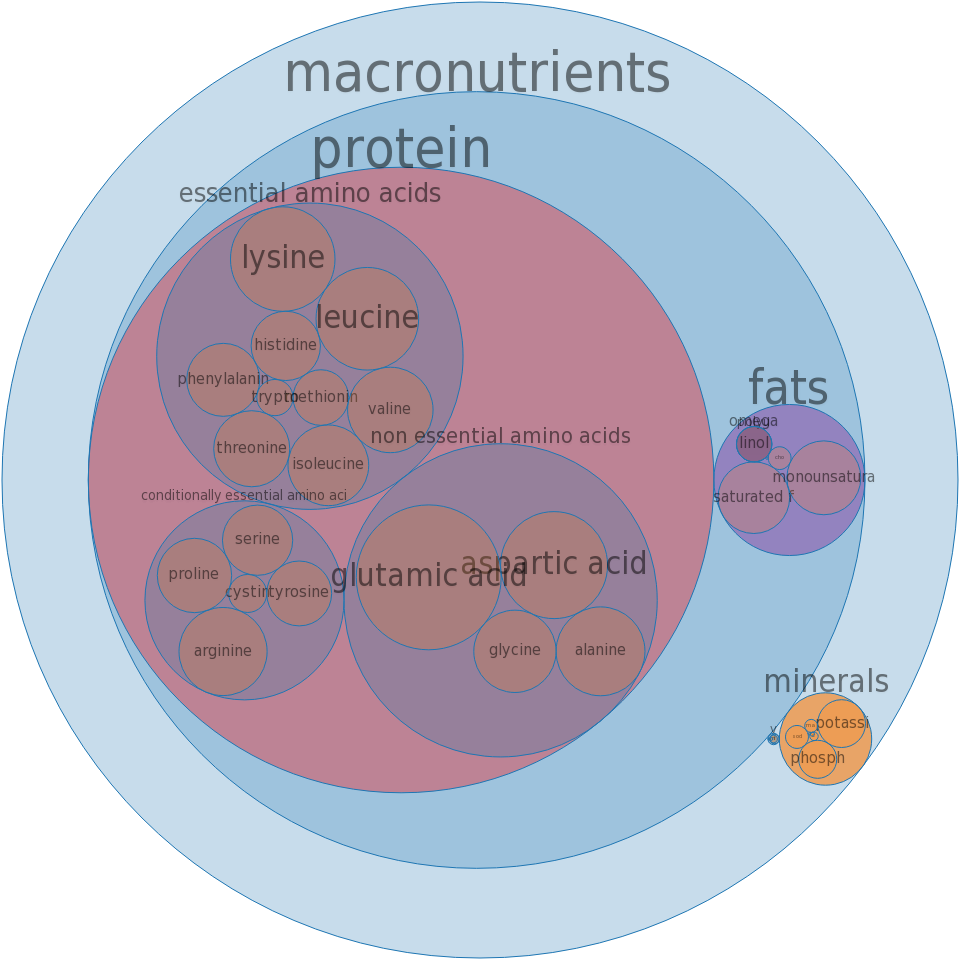 macronutrients
protein
essential amino acids
lysine
leucine
histidine
phenylalanin
trypto
methionin
valine
threonine
isoleucine
non essential amino acids
conditionally essential amino aci
serine
proline
cystin
tyrosine
arginine
glutamic acid
aspartic acid
glycine
alanine
fats
omega
linol
cho
monounsatura
saturated f
minerals
potassi
sod
phosph